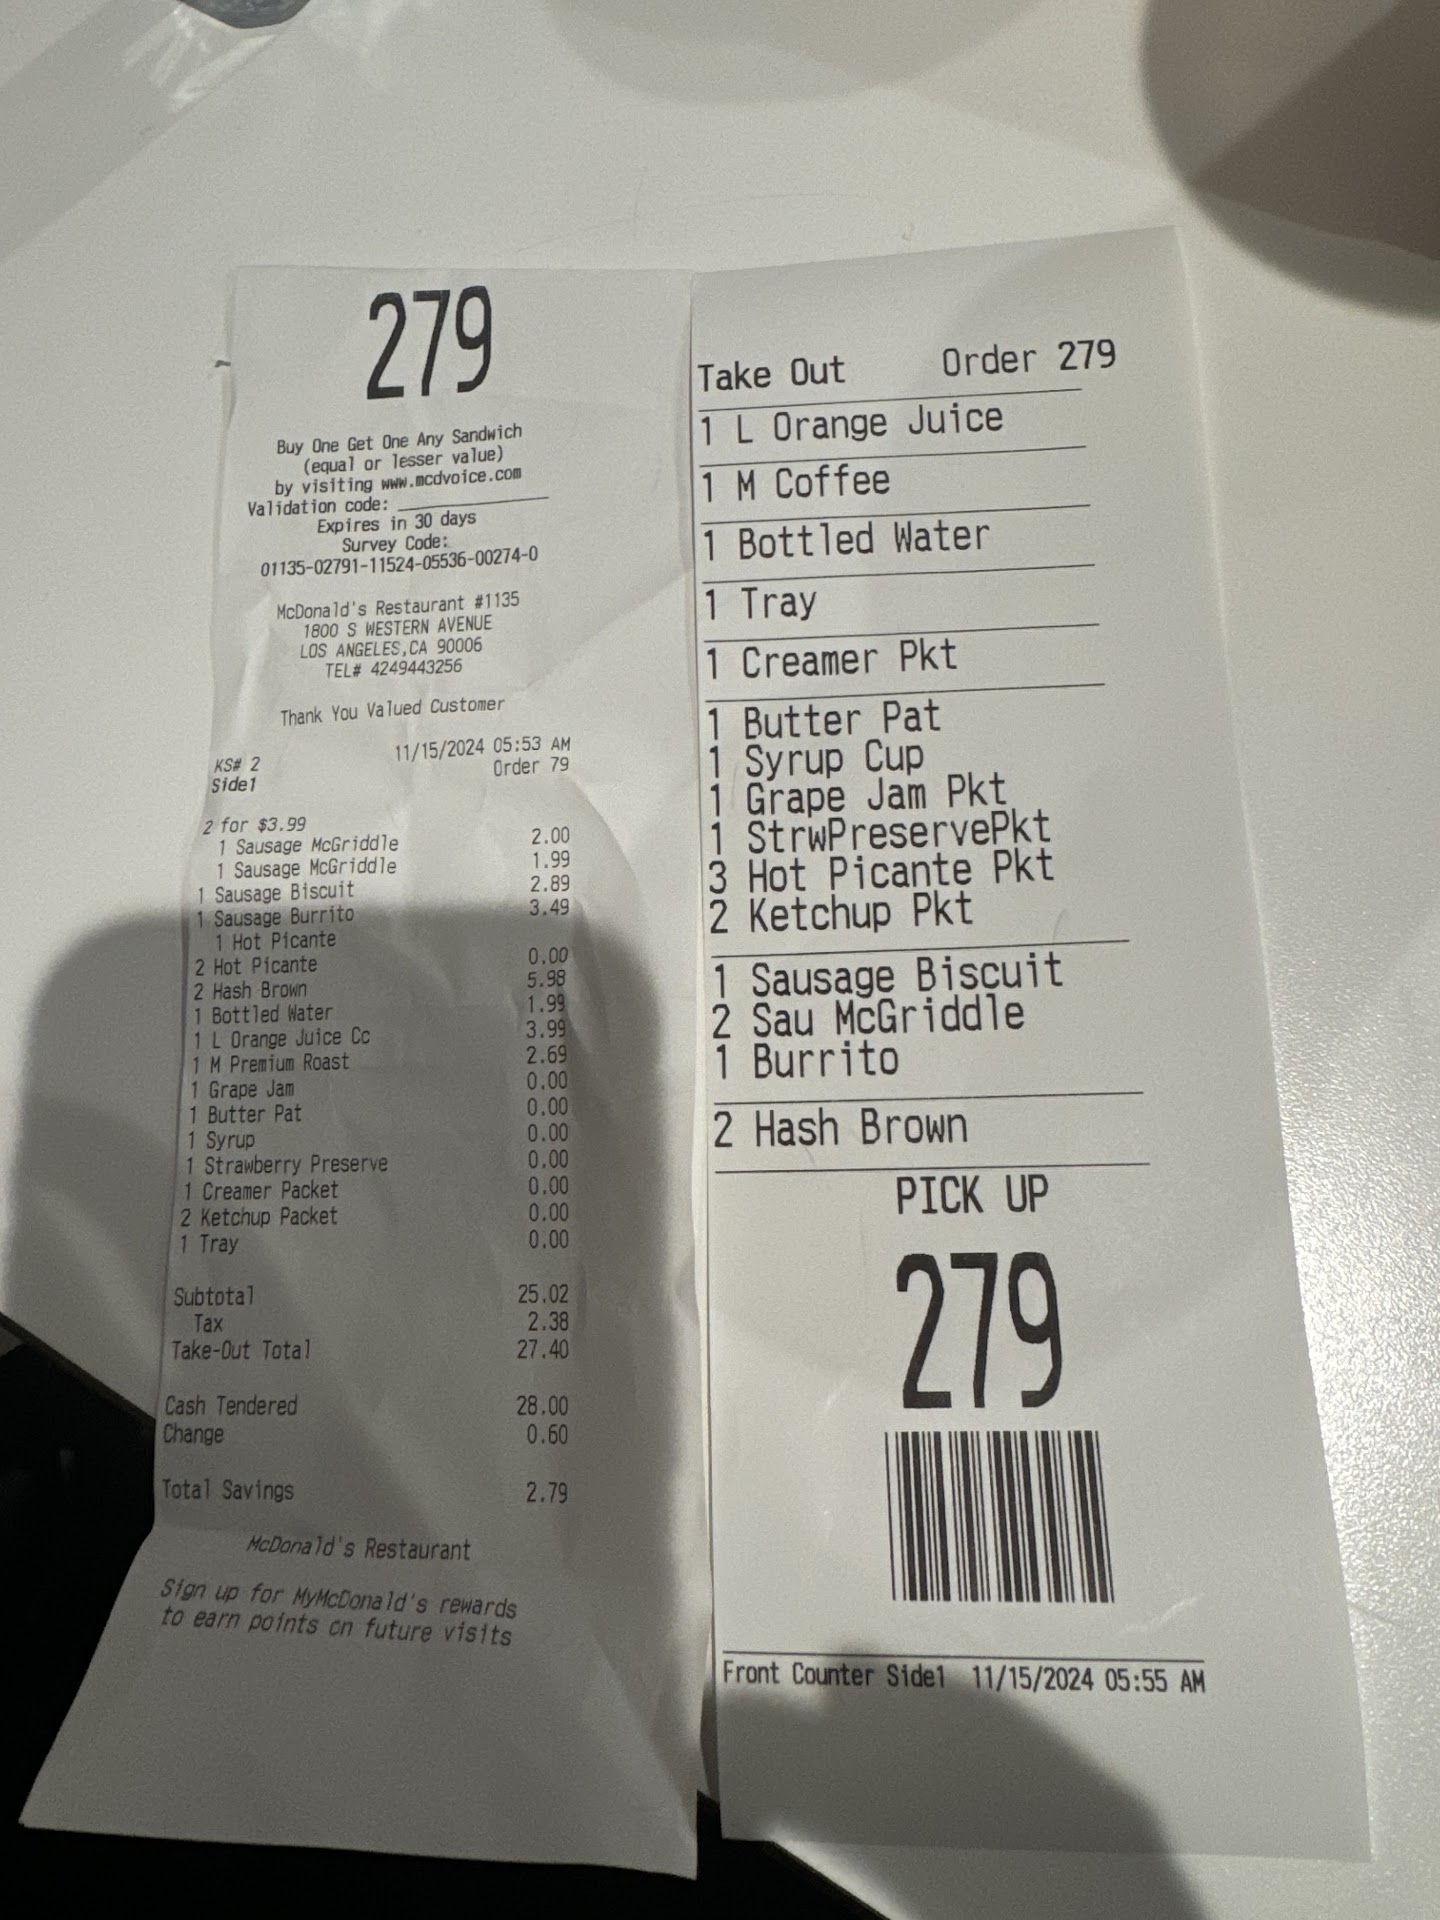 279
Buy One Get One Any Sandwich
(equal or lesser value)
by visiting www.mcdvoice.com
Validation code: ____________
Expires in 30 days
Survey Code:
01135-02791-11524-05536-00274-0
McDonald's Restaurant #1135
1800 S WESTERN AVENUE
LOS ANGELES,CA 90006
TEL# 4249443256
Thank You Valued Customer
KS# 2 11/15/2024 05:53 AM
Side1 Order 79
2 for $3.99
1 Sausage McGriddle 2.00
1 Sausage McGriddle 1.99
1 Sausage Biscuit 2.89
1 Sausage Burrito 3.49
1 Hot Picante
2 Hot Picante 0.00
2 Hash Brown 5.98
1 Bottled Water 1.99
1 L Orange Juice Cc 3.99
1 M Premium Roast 2.69
1 Grape Jam 0.00
1 Butter Pat 0.00
1 Syrup 0.00
1 Strawberry Preserve 0.00
1 Creamer Packet 0.00
2 Ketchup Packet 0.00
1 Tray 0.00
Subtotal 25.02
Tax 2.38
Take-Out Total 27.40
Cash Tendered 28.00
Change 0.60
Total Savings 2.79
McDonald's Restaurant
Sign up for MyMcDonald's rewards
to earn points on future visits
Take Out Order 279
1 L Orange Juice
1 M Coffee
1 Bottled Water
1 Tray
1 Creamer Pkt
1 Butter Pat
1 Syrup Cup
1 Grape Jam Pkt
1 StrwPreservePkt
3 Hot Picante Pkt
2 Ketchup Pkt
1 Sausage Biscuit
2 Sau McGriddle
1 Burrito
2 Hash Brown
PICK UP
279
Front Counter Side1 11/15/2024 05:55 AM